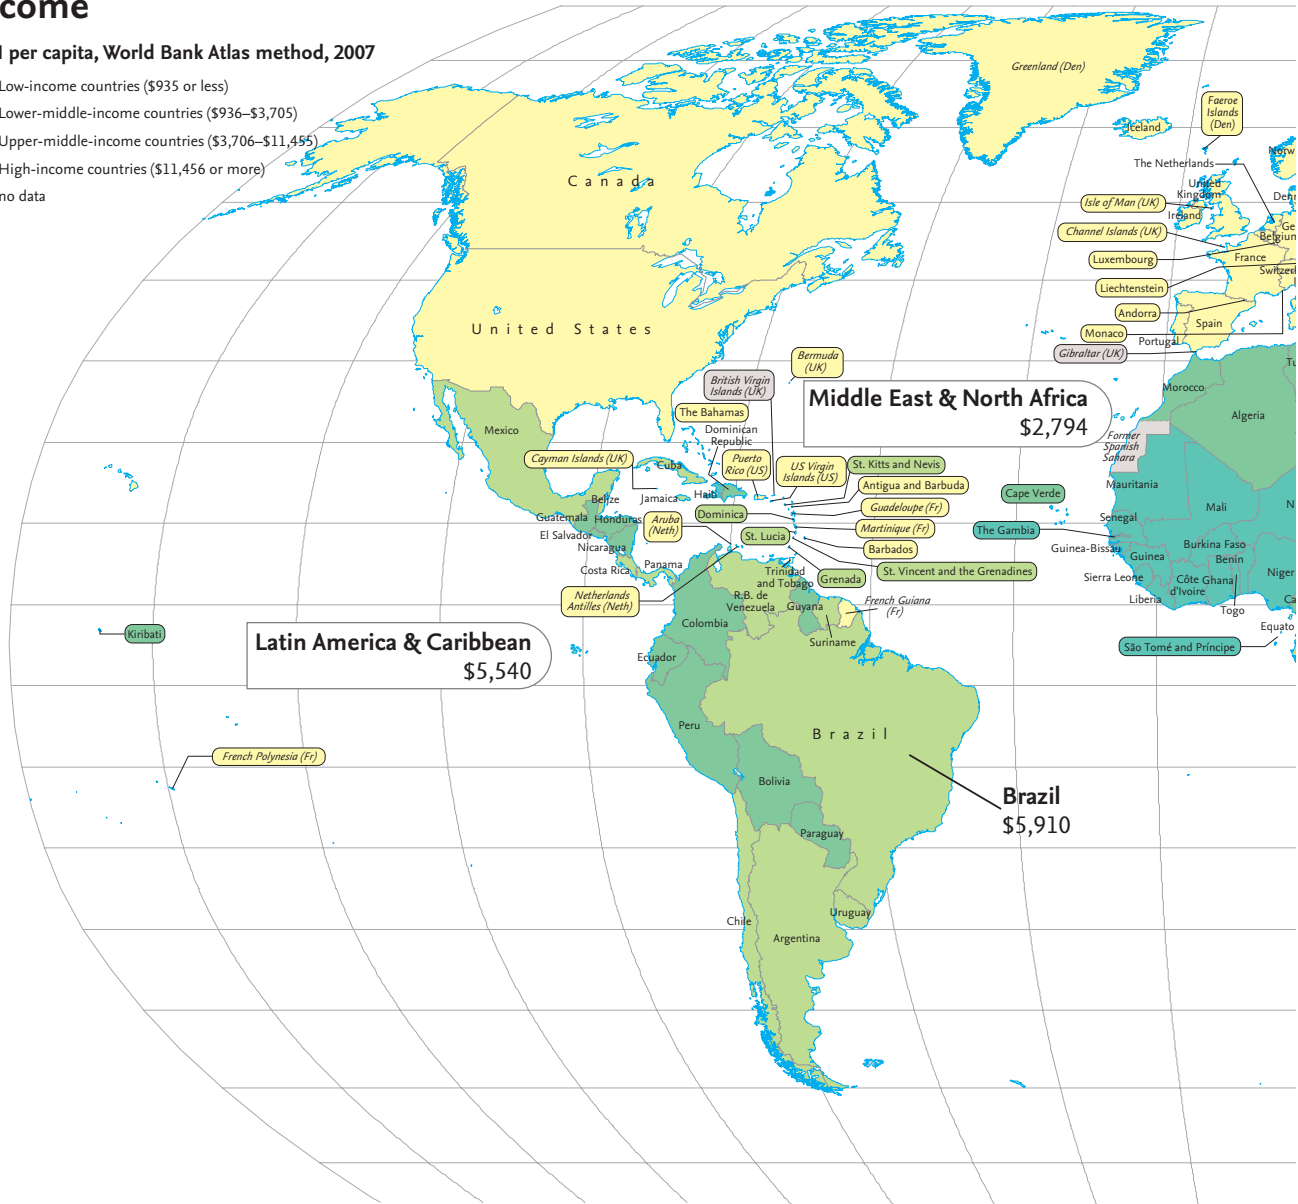 come
I per capita, World Bank Atlas method, 2007
Low-income countries ($935 or less)
Lower-middle-income countries ($936–$3,705)
Upper-middle-income countries ($3,706–$11,455)
High-income countries ($11,456 or more)
no data
Greenland (Den)
Iceland
Faeroe
Islands
(Den)
Norw
The Netherlands
United
Kingdom
Isle of Man (UK)
Ireland
Den
Channel Islands (UK)
Ge
Belgium
Luxembourg
France
Switzerl
Liechtenstein
Andorra
Spain
Monaco
Portugal
Gibraltar (UK)
Canada
United States
Bermuda
(UK)
British Virgin
Islands (UK)
The Bahamas
Dominican
Republic
Middle East & North Africa
$2,794
Tu
Morocco
Algeria
Former
Spanish
Sahara
Mexico
Cayman Islands (UK)
Cuba
Puerto
Rico (US)
US Virgin
Islands (US)
St. Kitts and Nevis
Antigua and Barbuda
Guadeloupe (Fr)
Martinique (Fr)
Barbados
St. Vincent and the Grenadines
Belize
Jamaica
Haiti
Dominica
Guatemala
Honduras
Aruba
(Neth)
St. Lucia
El Salvador
Nicaragua
Costa Rica
Panama
Trinidad
and Tobago
Grenada
Netherlands
Antilles (Neth)
R.B. de
Venezuela
Guyana
French Guiana
(Fr)
Suriname
Colombia
Cape Verde
Mauritania
Mali
N
Senegal
The Gambia
Guinea-Bissau
Guinea
Burkina Faso
Benin
Sierra Leone
Côte
d'Ivoire
Ghana
Niger
Liberia
Togo
Ca
Equato
São Tomé and Príncipe
Kiribati
Latin America & Caribbean
$5,540
Ecuador
Peru
Brazil
French Polynesia (Fr)
Bolivia
Brazil
$5,910
Paraguay
Chile
Uruguay
Argentina